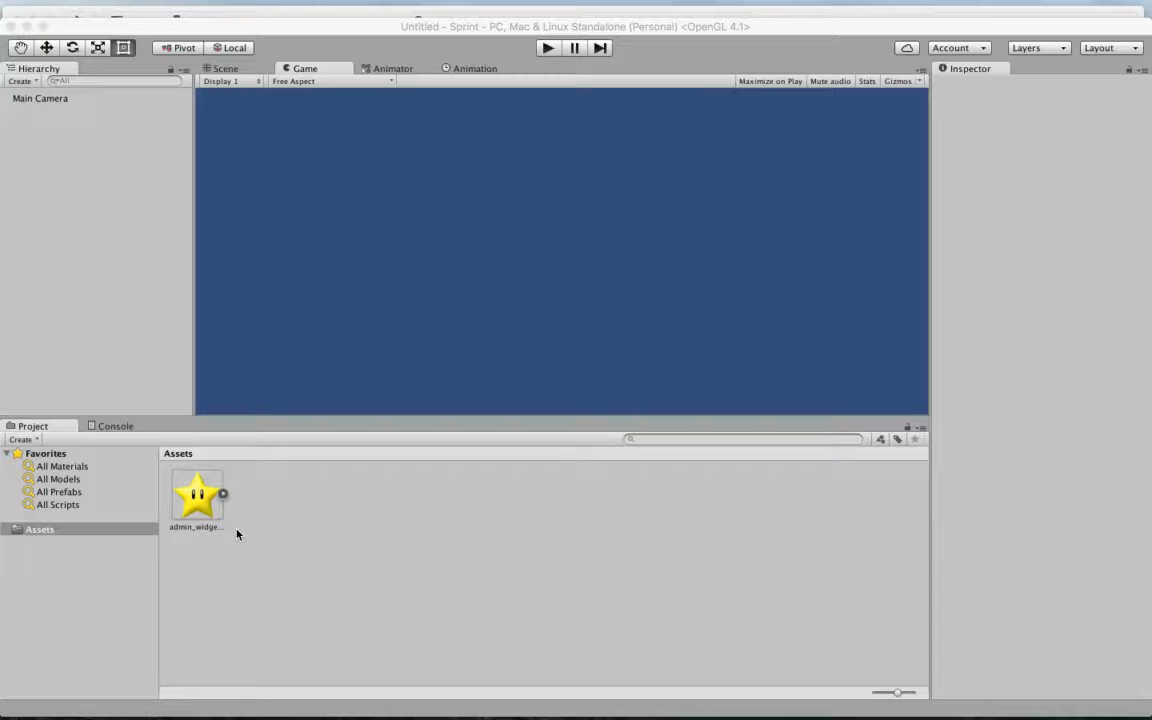 Untitled - Sprint - PC, Mac & Linux Standalone (Personal) <OpenGL 4.1>
Pivot Local Account Layers Layout
Hierarchy Scene Game Animator Animation Inspector
Create All Display 1 Free Aspect Maximize on Play Mute audio Stats Gizmos
Main Camera
Project Console
Create
Favorites Assets
All Materials
All Models
All Prefabs
All Scripts
admin_widge...
Assets